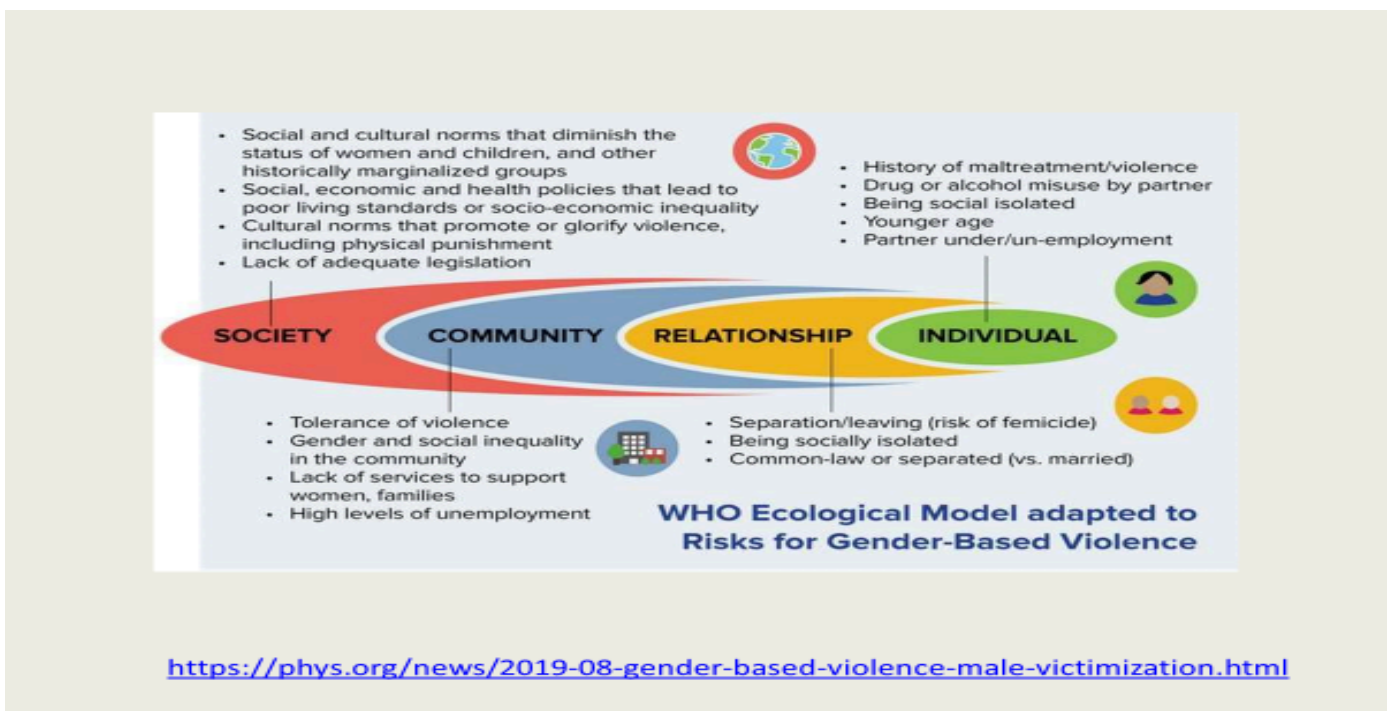 • Social and cultural norms that diminish the
status of women and children, and other
historically marginalized groups
• Social, economic and health policies that lead to
poor living standards or socio-economic inequality
• Cultural norms that promote or glorify violence,
including physical punishment
• Lack of adequate legislation
• History of maltreatment/violence
• Drug or alcohol misuse by partner
• Being social isolated
• Younger age
• Partner under/un-employment
SOCIETY
COMMUNITY
RELATIONSHIP
INDIVIDUAL
• Tolerance of violence
• Gender and social inequality
in the community
• Lack of services to support
women, families
• High levels of unemployment
• Separation/leaving (risk of femicide)
• Being socially isolated
• Common-law or separated (vs. married)
WHO Ecological Model adapted to
Risks for Gender-Based Violence
https://phys.org/news/2019-08-gender-based-violence-male-victimization.html